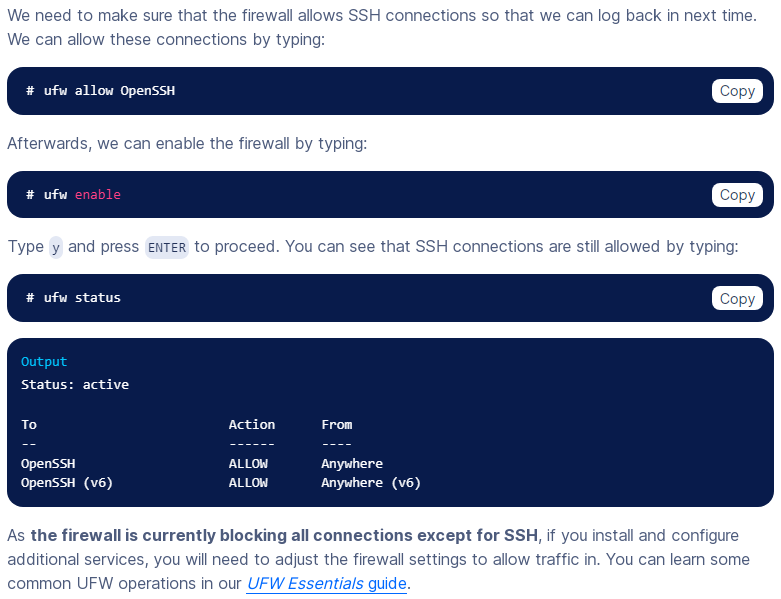 We need to make sure that the firewall allows SSH connections so that we can log back in next time.
We can allow these connections by typing:
# ufw allow OpenSSH
Copy
Afterwards, we can enable the firewall by typing:
# ufw enable
Copy
Type y and press ENTER to proceed. You can see that SSH connections are still allowed by typing:
# ufw status
Copy
Output
Status: active
To                         Action      From
--                         ------      ----
OpenSSH                    ALLOW       Anywhere
OpenSSH (v6)               ALLOW       Anywhere (v6)
As the firewall is currently blocking all connections except for SSH, if you install and configure
additional services, you will need to adjust the firewall settings to allow traffic in. You can learn some
common UFW operations in our UFW Essentials guide.